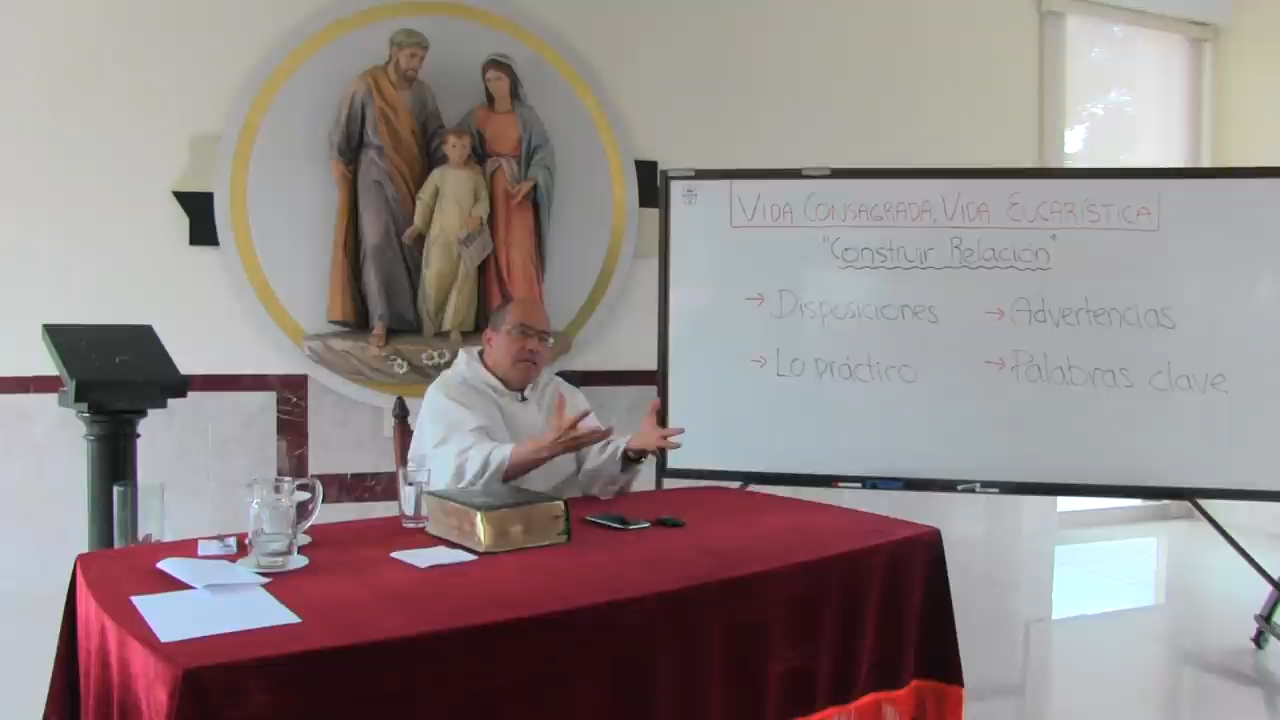 VIDA CONSAGRADA, VIDA EUCARÍSTICA
"Construir Relación"
→ Disposiciones → Advertencias
→ Lo práctico → Palabras clave